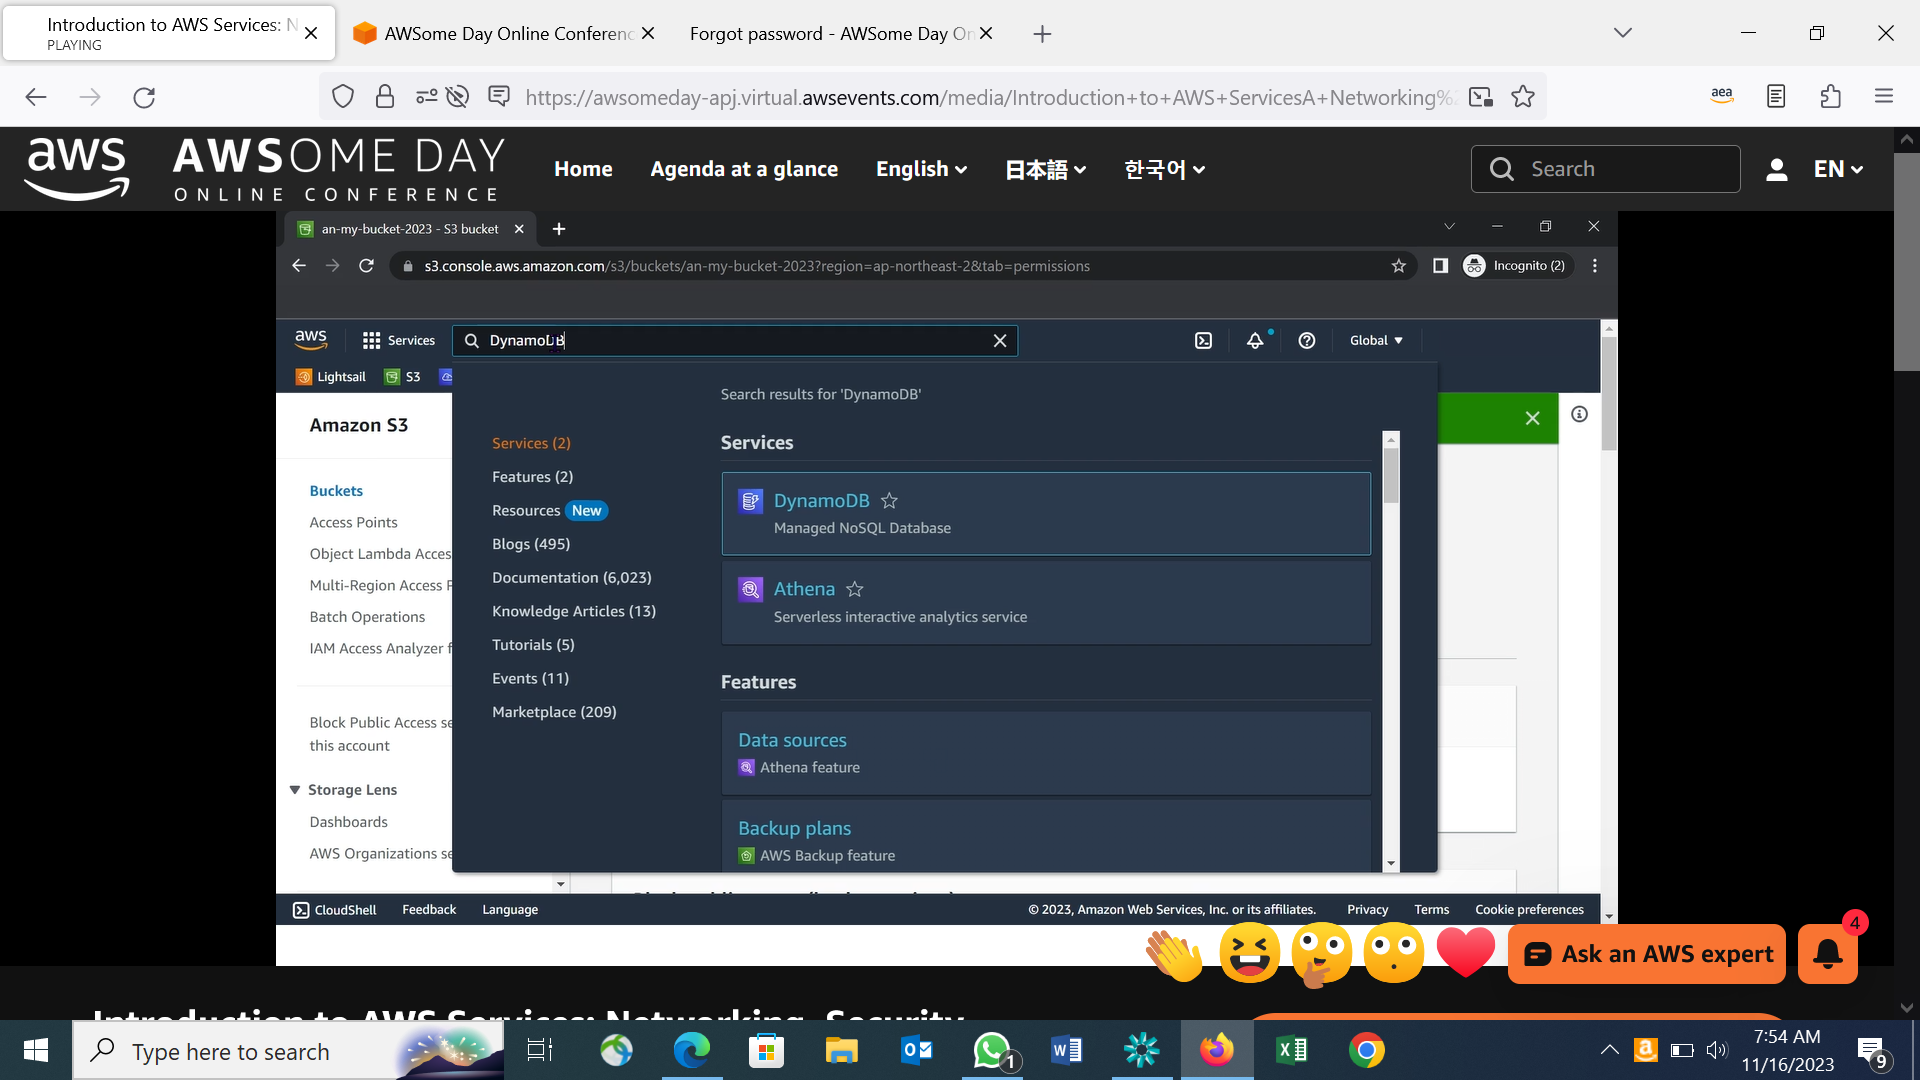 Introduction to AWS Services: N
PLAYING
AWSome Day Online Conferenc
Forgot password - AWSome Day On
https://awsomeday-apj.virtual.awsevents.com/media/Introduction+to+AWS+ServicesA+Networking%
aea
aws AWSOME DAY
ONLINE CONFERENCE
Home
Agenda at a glance
English
日本語
한국어
Search
EN
an-my-bucket-2023 - S3 bucket
s3.console.aws.amazon.com/s3/buckets/an-my-bucket-2023?region=ap-northeast-2&tab=permissions
Incognito (2)
aws
Services
DynamoDB
Global
Lightsail
S3
Search results for 'DynamoDB'
Amazon S3
Buckets
Access Points
Object Lambda Acces
Multi-Region Access P
Batch Operations
IAM Access Analyzer f
Block Public Access se
this account
Storage Lens
Dashboards
AWS Organizations se
Services (2)
Features (2)
Resources New
Blogs (495)
Documentation (6,023)
Knowledge Articles (13)
Tutorials (5)
Events (11)
Marketplace (209)
Services
DynamoDB
Managed NoSQL Database
Athena
Serverless interactive analytics service
Features
Data sources
Athena feature
Backup plans
AWS Backup feature
CloudShell
Feedback
Language
© 2023, Amazon Web Services, Inc. or its affiliates.
Privacy
Terms
Cookie preferences
Ask an AWS expert
4
Introduction to AWS Services: Networking, Security
Type here to search
1
7:54 AM
11/16/2023
9